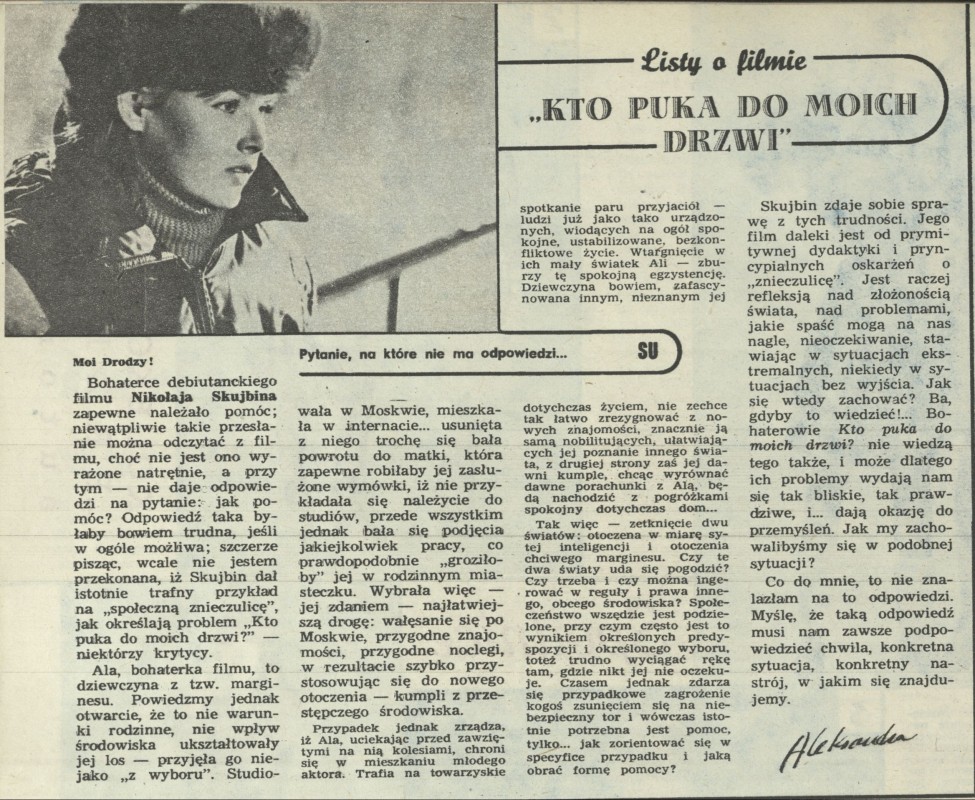 Listy o filmie
„KTO PUKA DO MOICH
DRZWI”
Pytanie, na które nie ma odpowiedzi...
SU
Moi Drodzy!
Bohaterce debiutanckiego
filmu Nikołaja Skujbina
zapewne należało pomóc;
niewątpliwie takie przesła-
nie można odczytać z fil-
mu, choć nie jest ono wy-
rażone natrętnie, a przy
tym — nie daje odpowie-
dzi na pytanie: jak po-
móc? Odpowiedź taka by-
łaby bowiem trudna, jeśli
w ogóle możliwa; szczerze
pisząc, wcale nie jestem
przekonana, iż Skujbin dał
istotnie trafny przykład
na „społeczną znieczulicę”,
jak określają problem „Kto
puka do moich drzwi?” —
niektórzy krytycy.
Ala, bohaterka filmu, to
dziewczyna z tzw. margi-
nesu. Powiedzmy jednak
otwarcie, że to nie warun-
ki rodzinne, nie wpływ
środowiska ukształtowały
jej los — przyjęła go nie-
jako „z wyboru”. Studio-
wała w Moskwie, mieszka-
ła w internacie... usunięta
z niego trochę się bała
powrotu do matki, która
zapewne robiłaby jej zasłu-
żone wymówki, iż nie przy-
kładała się należycie do
studiów, przede wszystkim
jednak bała się podjęcia
jakiejkolwiek pracy, co
prawdopodobnie „groziło-
by” jej w rodzinnym mia-
steczku. Wybrała więc —
jej zdaniem — najłatwiej-
szą drogę: wałęsanie się po
Moskwie, przygodne znajo-
mości, przygodne noclegi,
w rezultacie szybko przy-
stosowując się do nowego
otoczenia — kumpli z prze-
stępczego środowiska.
Przypadek jednak zrządza,
iż Ala, uciekając przed zawzię-
tymi na nią kolesiami, chroni
się w mieszkaniu młodego
aktora. Trafia na towarzyskie
spotkanie paru przyjaciół —
ludzi już jako tako urządzo-
nych, wiodących na ogół spo-
kojne, ustabilizowane, bezkon-
fliktowe życie. Wtargnięcie w
ich mały światek Ali — zbu-
rzy tę spokojną egzystencję.
Dziewczyna bowiem, zafascy-
nowana innym, nieznanym jej
dotychczas życiem, nie zechce
tak łatwo zrezygnować z no-
wych znajomości, znacznie ją
samą nobilitujących, ułatwiają-
cych jej poznanie innego świa-
ta, z drugiej strony zaś jej da-
wni kumple, chcąc wyrównać
dawne porachunki z Alą, bę-
dą nachodzić z pogróżkami
spokojny dotychczas dom...
Tak więc — zetknięcie dwu
światów: otoczena w miarę sy-
tej inteligencji i otoczenia
chciwego marginesu. Czy te
dwa światy uda się pogodzić?
Czy trzeba i czy można inge-
rować w reguły i prawa inne-
go, obcego środowiska? Społe-
czeństwo wszędzie jest podzie-
lone, przy czym często jest to
wynikiem określonych predy-
spozycji i określonego wyboru,
toteż trudno wyciągać rękę
tam, gdzie nikt jej nie oczeku-
je. Czasem jednak zdarza
się przypadkowe zagrożenie
kogoś zsunięciem się na nie-
bezpieczny tor i wówczas isto-
tnie potrzebna jest pomoc,
tylko... jak zorientować się w
specyfice przypadku i jaką
obrać formę pomocy?
Skujbin zdaje sobie spra-
wę z tych trudności. Jego
film daleki jest od prymi-
tywnej dydaktyki i pryn-
cypialnych oskarżeń o
„znieczulicę”. Jest raczej
refleksją nad złożonością
świata, nad problemami,
jakie spaść mogą na nas
nagle, nieoczekiwanie, sta-
wiając w sytuacjach eks-
tremalnych, niekiedy w sy-
tuacjach bez wyjścia. Jak
się wtedy zachować? Ba,
gdyby to wiedzieć!... Bo-
haterowie Kto puka do
moich drzwi? nie wiedzą
tego także, i może dlatego
ich problemy wydają nam
się tak bliskie, tak praw-
dziwe, i... dają okazję do
przemyśleń. Jak my zacho-
walibyśmy się w podobnej
sytuacji?
Co do mnie, to nie zna-
lazłam na to odpowiedzi.
Myślę, że taką odpowiedź
musi nam zawsze podpo-
wiedzieć chwila, konkretna
sytuacja, konkretny na-
strój, w jakim się znajdu-
jemy.
Aleksandra